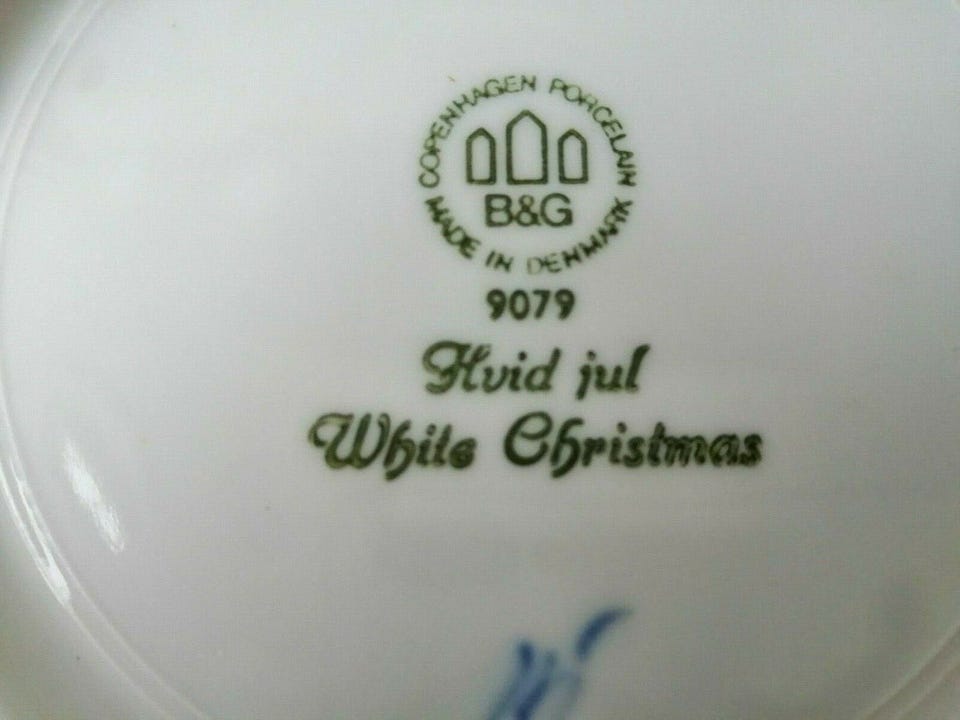 COPENHAGEN PORCELAIN
B&G
MADE IN DENMARK
9079
Hvid jul
White Christmas